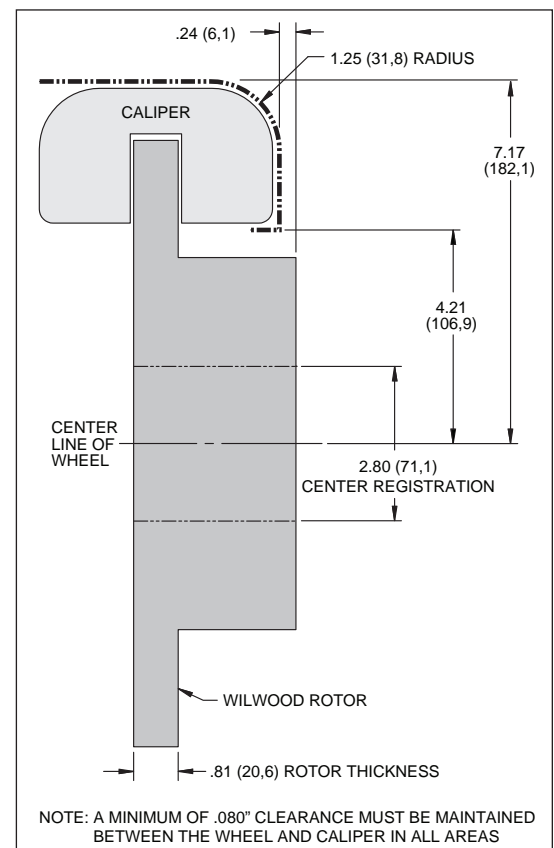 .24 (6,1)
1.25 (31,8) RADIUS
CALIPER
7.17
(182,1)
4.21
(106,9)
CENTER
LINE OF
WHEEL
2.80 (71,1)
CENTER REGISTRATION
WILWOOD ROTOR
.81 (20,6) ROTOR THICKNESS
NOTE: A MINIMUM OF .080" CLEARANCE MUST BE MAINTAINED
BETWEEN THE WHEEL AND CALIPER IN ALL AREAS